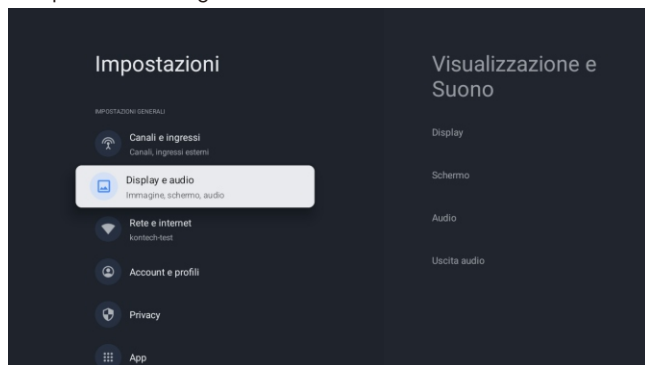 Impostazioni
IMPOSTAZIONI GENERALI
Canali e ingressi
Canali, ingressi esterni
Display e audio
Immagine, schermo, audio
Rete e internet
kontech-test
Account e profili
Privacy
App
Visualizzazione e
Suono
Display
Schermo
Audio
Uscita audio